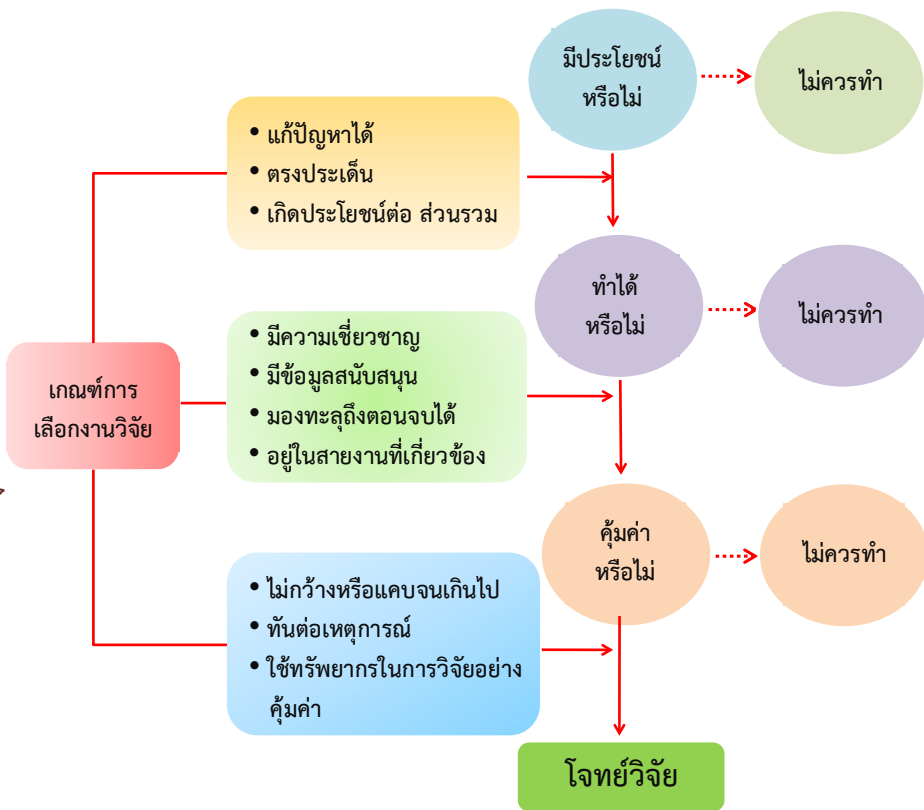 มีประโยชน์
หรือไม่
ไม่ควรทำ
• แก้ปัญหาได้
• ตรงประเด็น
• เกิดประโยชน์ต่อ ส่วนรวม
ทำได้
หรือไม่
ไม่ควรทำ
เกณฑ์การ
เลือกงานวิจัย
• มีความเชี่ยวชาญ
• มีข้อมูลสนับสนุน
• มองทะลุถึงตอนจบได้
• อยู่ในสายงานที่เกี่ยวข้อง
คุ้มค่า
หรือไม่
ไม่ควรทำ
• ไม่กว้างหรือแคบจนเกินไป
• ทันต่อเหตุการณ์
• ใช้ทรัพยากรในการวิจัยอย่าง
คุ้มค่า
โจทย์วิจัย